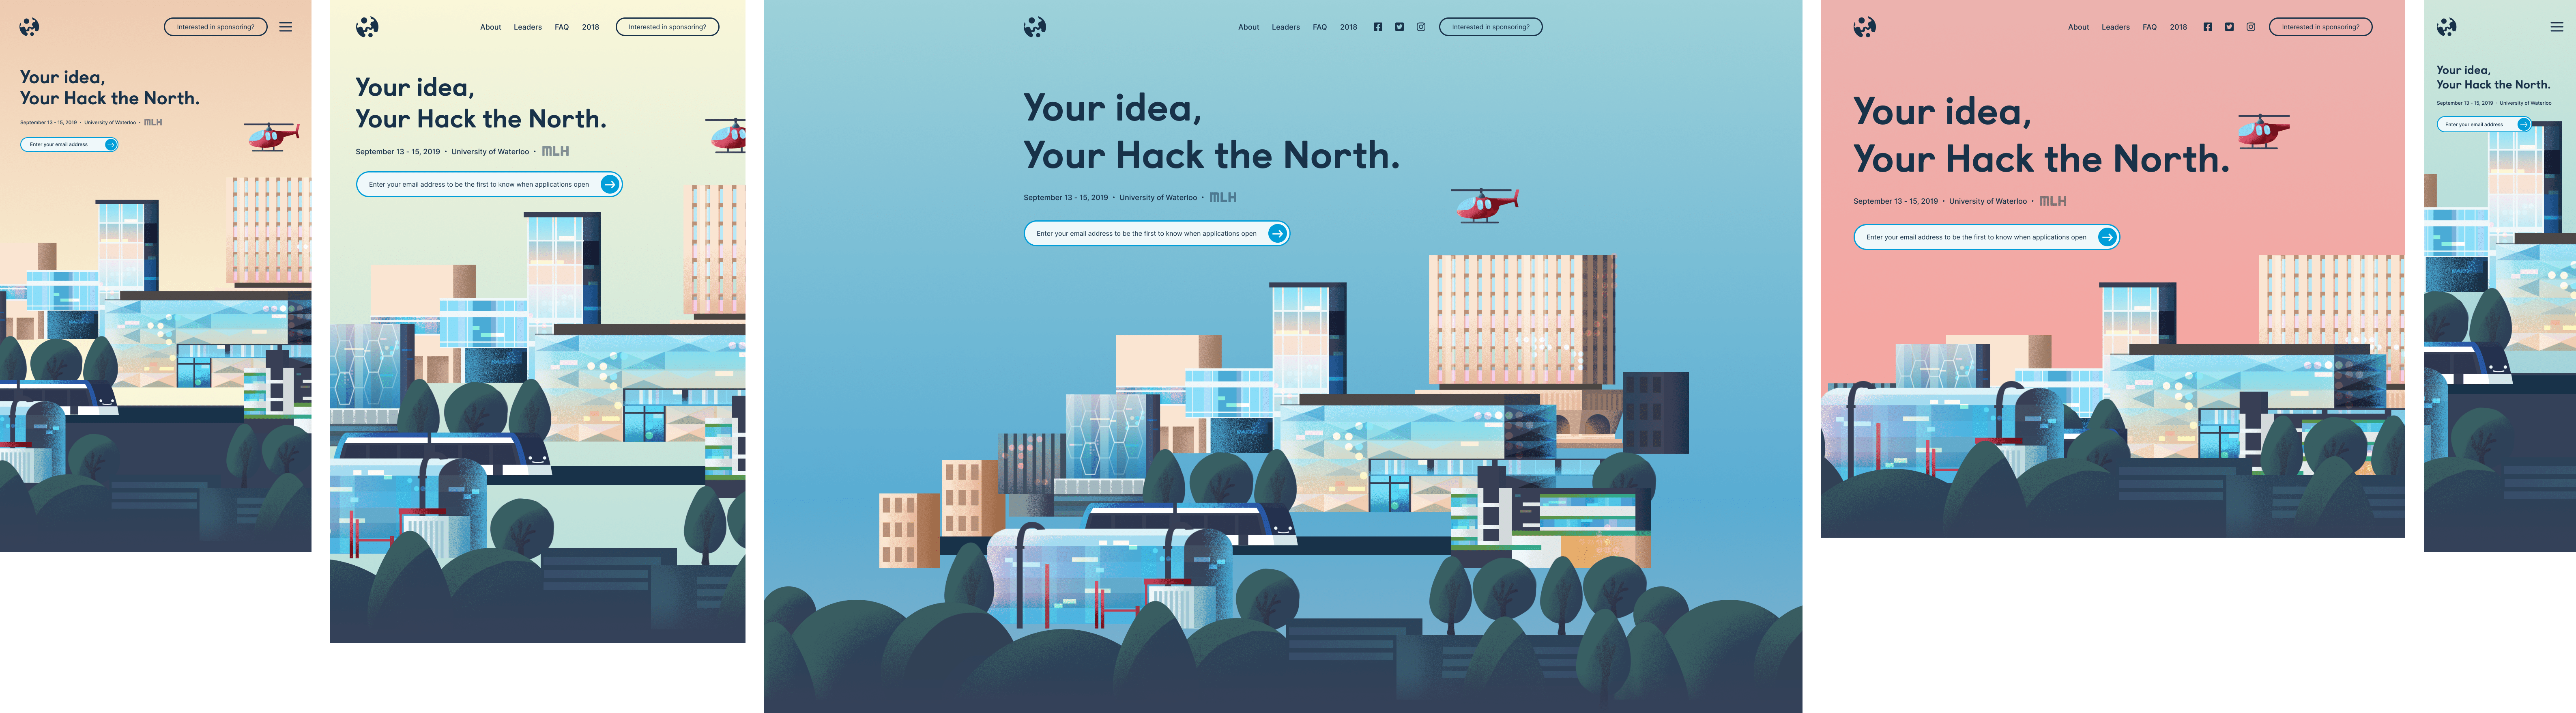 Interested in sponsoring?
Your idea,
Your Hack the North.
September 13 - 15, 2019 • University of Waterloo • MLH
Enter your email address
About Leaders FAQ 2018 Interested in sponsoring?
Your idea,
Your Hack the North.
September 13 - 15, 2019 • University of Waterloo • MLH
Enter your email address to be the first to know when applications open
About Leaders FAQ 2018 Interested in sponsoring?
Your idea,
Your Hack the North.
September 13 - 15, 2019 • University of Waterloo • MLH
Enter your email address to be the first to know when applications open
About Leaders FAQ 2018 Interested in sponsoring?
Your idea,
Your Hack the North.
September 13 - 15, 2019 • University of Waterloo • MLH
Enter your email address to be the first to know when applications open
Your idea,
Your Hack the North.
September 13 - 15, 2019 • University of Waterloo
Enter your email address